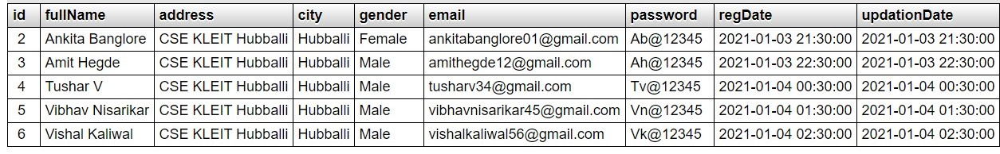 id fullName address city gender email password regDate updationDate
2 Ankita Banglore CSE KLEIT Hubballi Hubballi Female ankitabanglore01@gmail.com Ab@12345 2021-01-03 21:30:00 2021-01-03 21:30:00
3 Amit Hegde CSE KLEIT Hubballi Hubballi Male amithegde12@gmail.com Ah@12345 2021-01-03 22:30:00 2021-01-03 22:30:00
4 Tushar V CSE KLEIT Hubballi Hubballi Male tusharv34@gmail.com Tv@12345 2021-01-04 00:30:00 2021-01-04 00:30:00
5 Vibhav Nisarikar CSE KLEIT Hubballi Hubballi Male vibhavnisarikar45@gmail.com Vn@12345 2021-01-04 01:30:00 2021-01-04 01:30:00
6 Vishal Kaliwal CSE KLEIT Hubballi Hubballi Male vishalkaliwal56@gmail.com Vk@12345 2021-01-04 02:30:00 2021-01-04 02:30:00